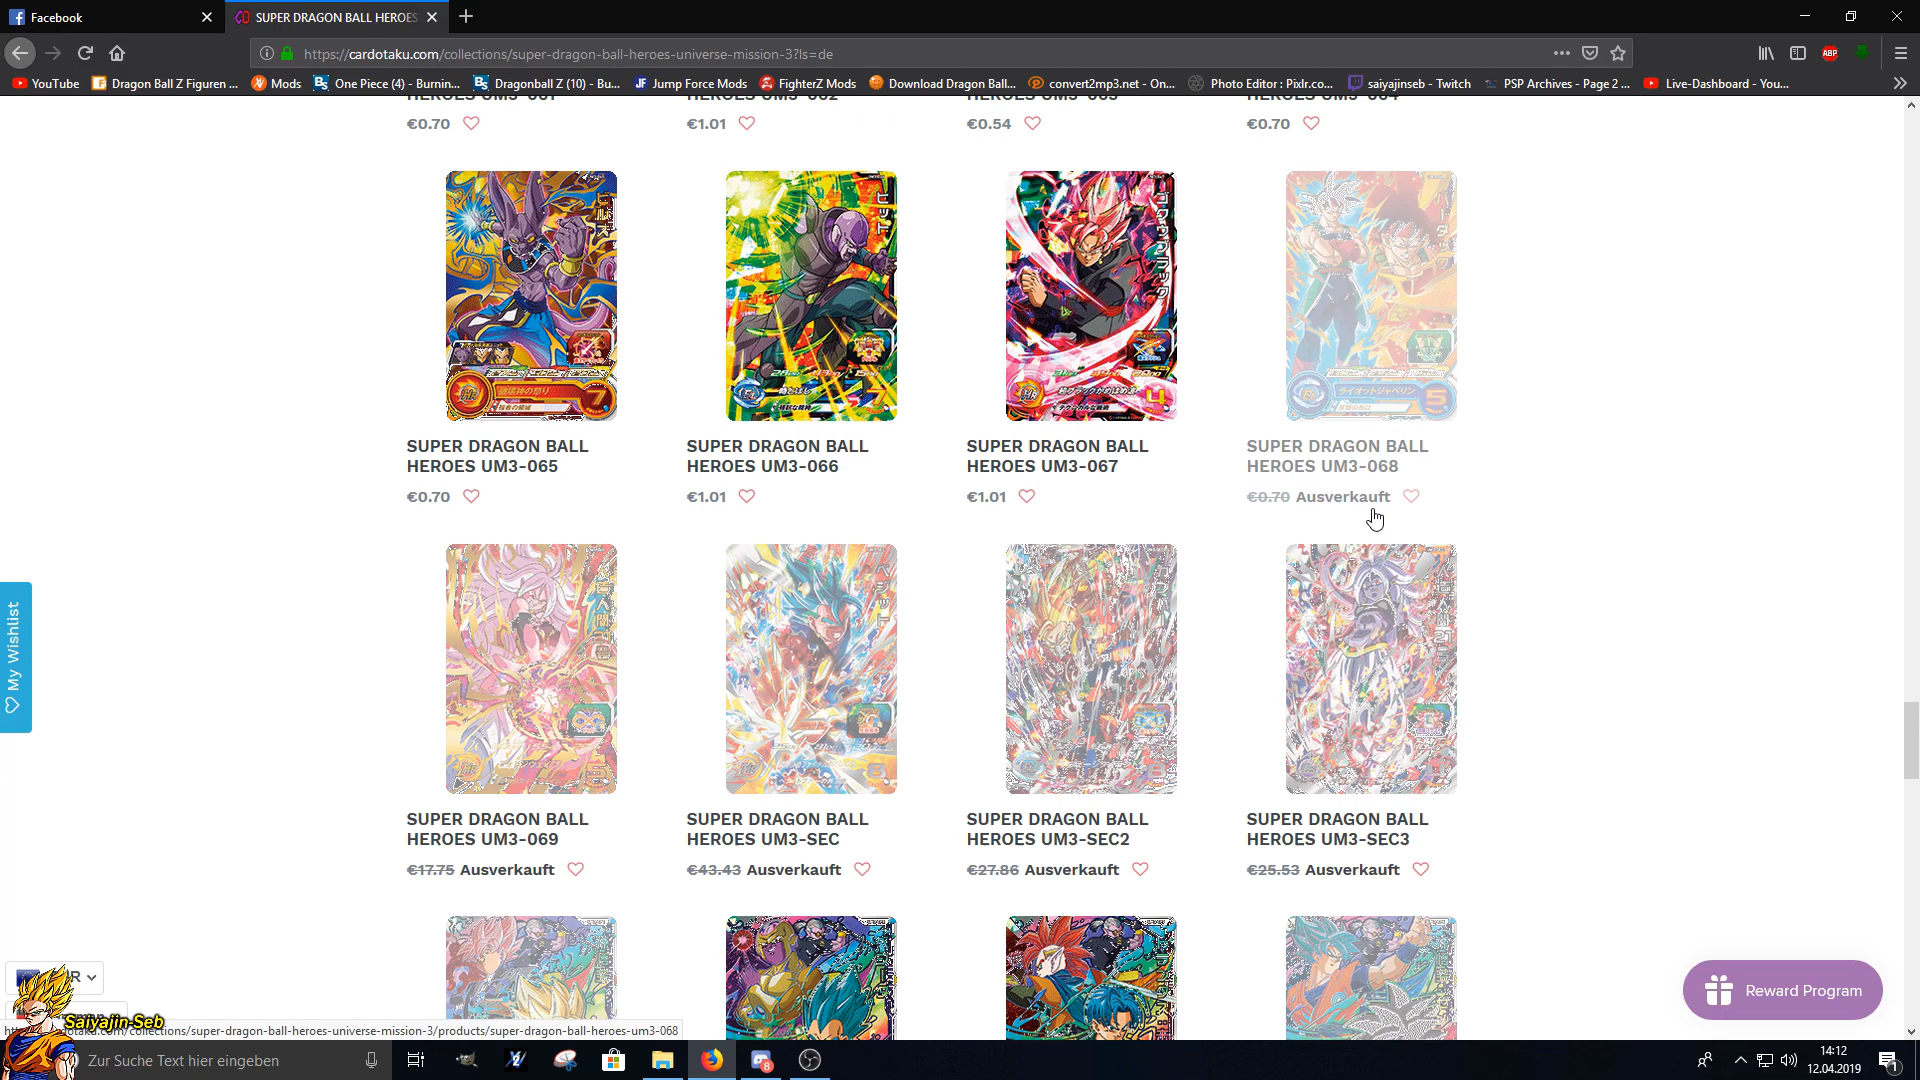 Facebook
SUPER DRAGON BALL HEROES
https://cardotaku.com/collections/super-dragon-ball-heroes-universe-mission-3?ls=de
YouTube
Dragon Ball Z Figuren ...
Mods
One Piece (4) - Burnin...
Dragonball Z (10) - Bu...
Jump Force Mods
FighterZ Mods
Download Dragon Ball...
convert2mp3.net - On...
Photo Editor : Pixlr.co...
saiyajinseb - Twitch
PSP Archives - Page 2 ...
Live-Dashboard - You...
€0.70
€1.01
€0.54
€0.70
SUPER DRAGON BALL
HEROES UM3-065
€0.70
SUPER DRAGON BALL
HEROES UM3-066
€1.01
SUPER DRAGON BALL
HEROES UM3-067
€1.01
SUPER DRAGON BALL
HEROES UM3-068
€0.70 Ausverkauft
SUPER DRAGON BALL
HEROES UM3-069
€17.75 Ausverkauft
SUPER DRAGON BALL
HEROES UM3-SEC
€43.43 Ausverkauft
SUPER DRAGON BALL
HEROES UM3-SEC2
€27.86 Ausverkauft
SUPER DRAGON BALL
HEROES UM3-SEC3
€25.53 Ausverkauft
My Wishlist
Reward Program
Saiyajin-Seb
/collections/super-dragon-ball-heroes-universe-mission-3/products/super-dragon-ball-heroes-um3-068
Zur Suche Text hier eingeben
14:12
12.04.2019